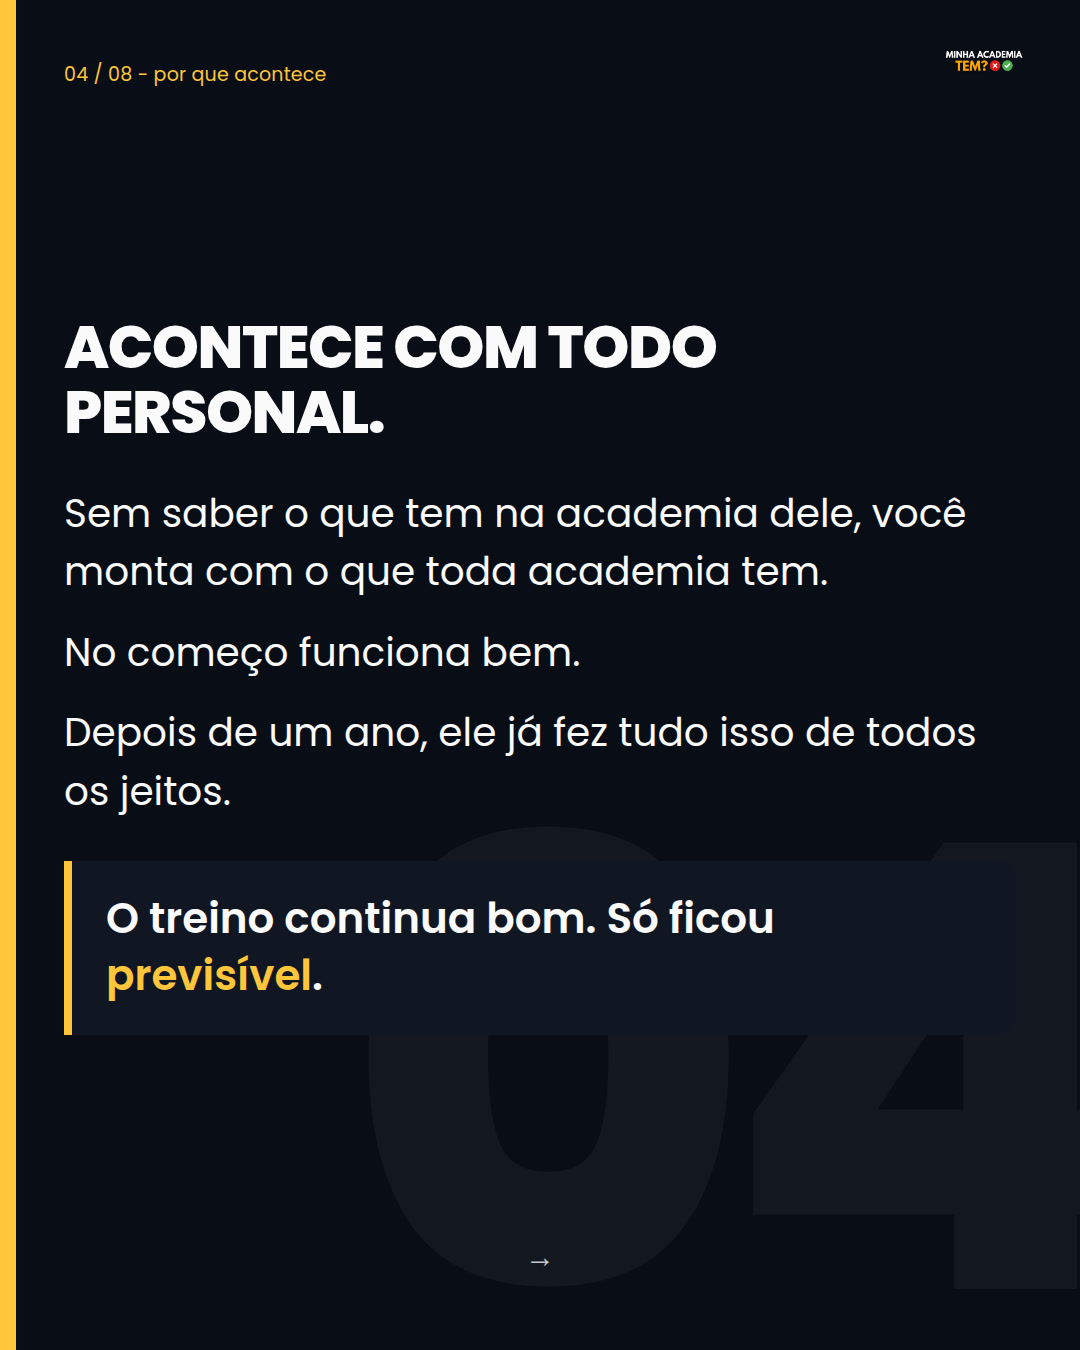 04 / 08 - por que acontece
MINHA ACADEMIA
TEM?
ACONTECE COM TODO
PERSONAL.
Sem saber o que tem na academia dele, você
monta com o que toda academia tem.
No começo funciona bem.
Depois de um ano, ele já fez tudo isso de todos
os jeitos.
O treino continua bom. Só ficou
previsível.
04
→